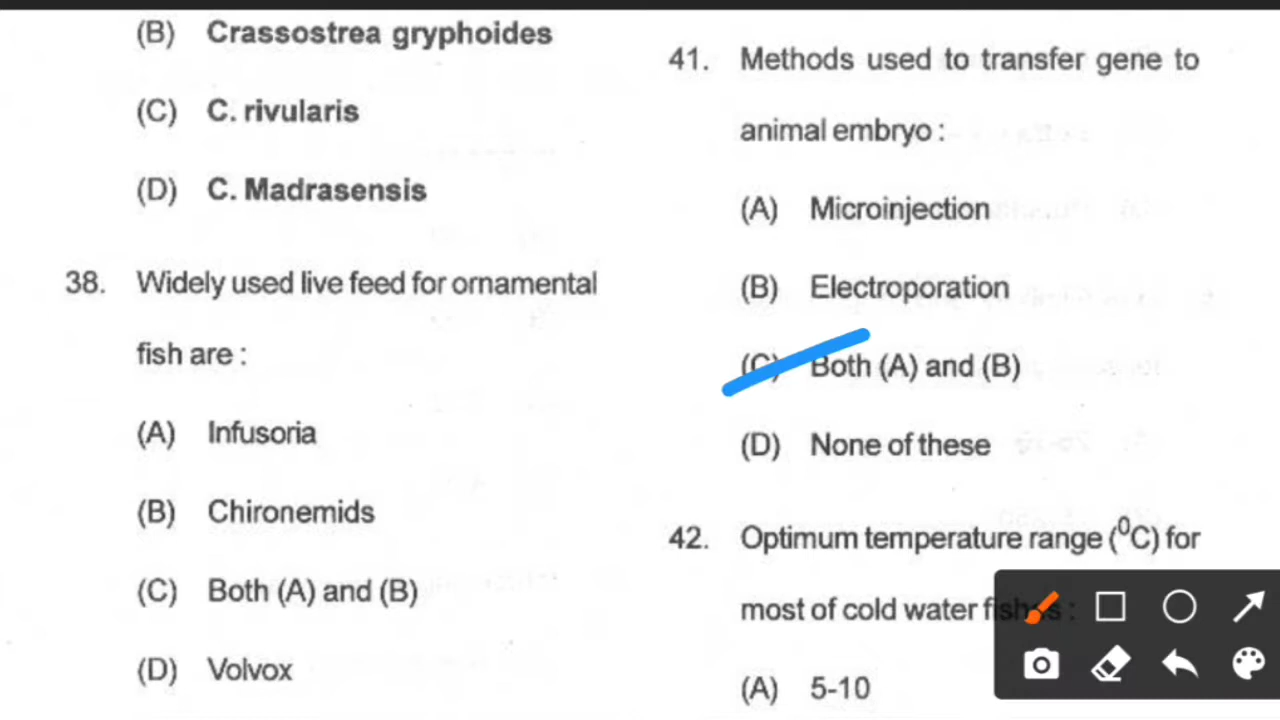 (B) Crassostrea gryphoides
(C) C. rivularis
(D) C. Madrasensis
38. Widely used live feed for ornamental
fish are :
(A) Infusoria
(B) Chironemids
(C) Both (A) and (B)
(D) Volvox
41. Methods used to transfer gene to
animal embryo :
(A) Microinjection
(B) Electroporation
(C) Both (A) and (B)
(D) None of these
42. Optimum temperature range (⁰C) for
most of cold water fishes :
(A) 5-10